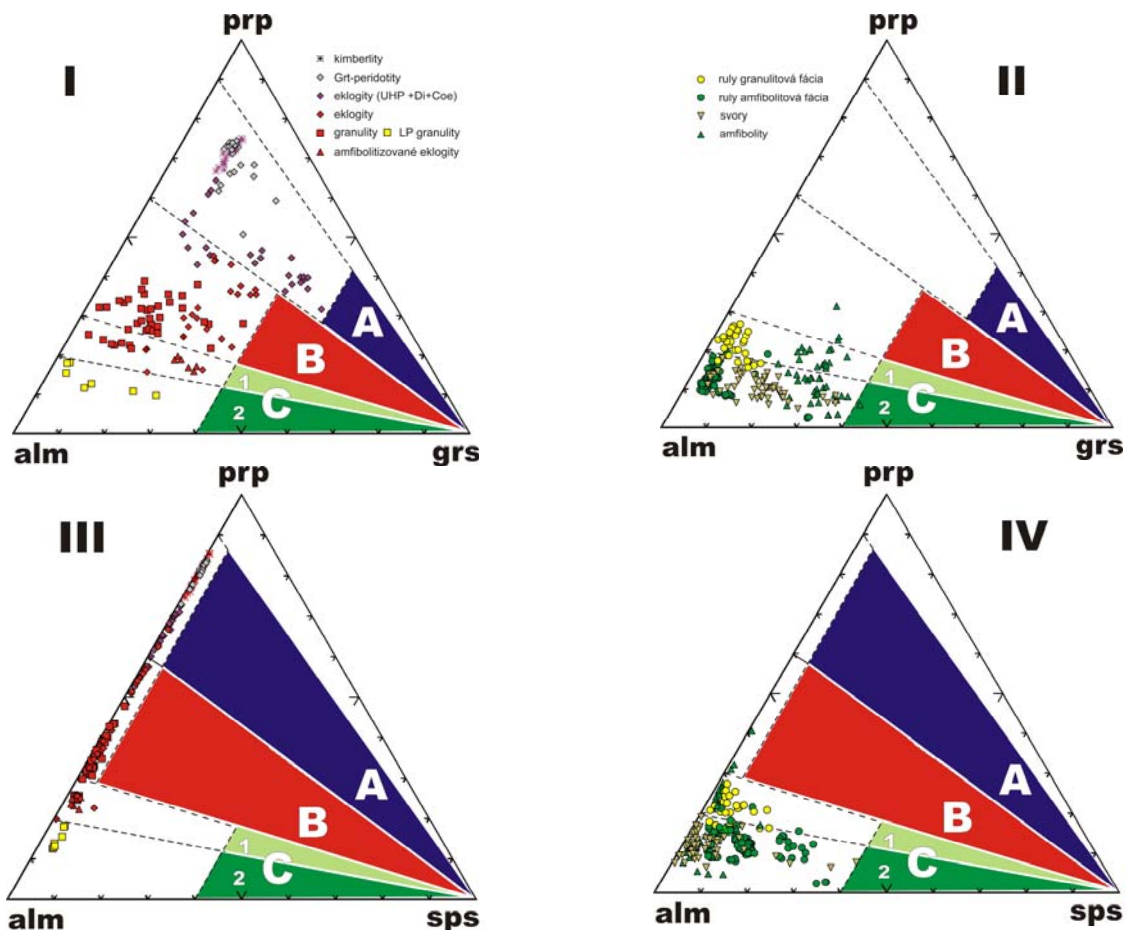 prp
I
kimberlity
Grt-peridotity
eklogity (UHP +Di+Coe)
eklogity
granulity LP granulity
amfibolitizované eklogity
A
B
1
C
2
alm
grs
prp
II
ruly granulitová fácia
ruly amfibolitová fácia
svory
amfibolity
A
B
1
C
2
alm
grs
prp
III
A
B
1
C
2
alm
sps
prp
IV
A
B
1
C
2
alm
sps